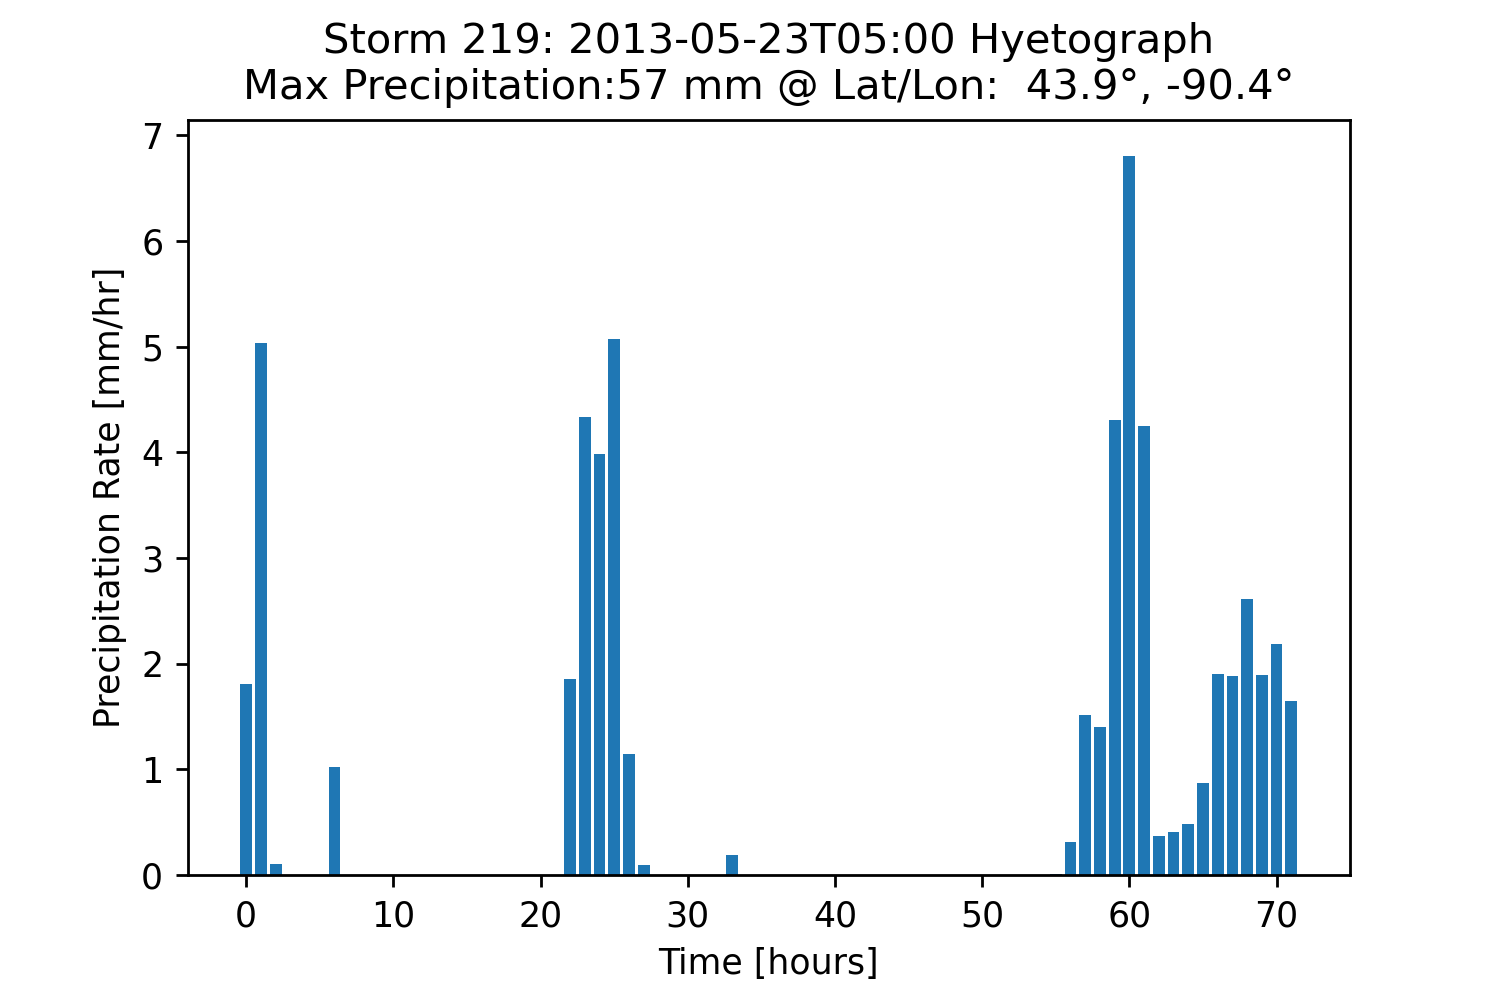 Storm 219: 2013-05-23T05:00 Hyetograph
Max Precipitation:57 mm @ Lat/Lon:  43.9°, -90.4°
7
6
5
4
3
2
1
0
Precipitation Rate [mm/hr]
0 10 20 30 40 50 60 70
Time [hours]